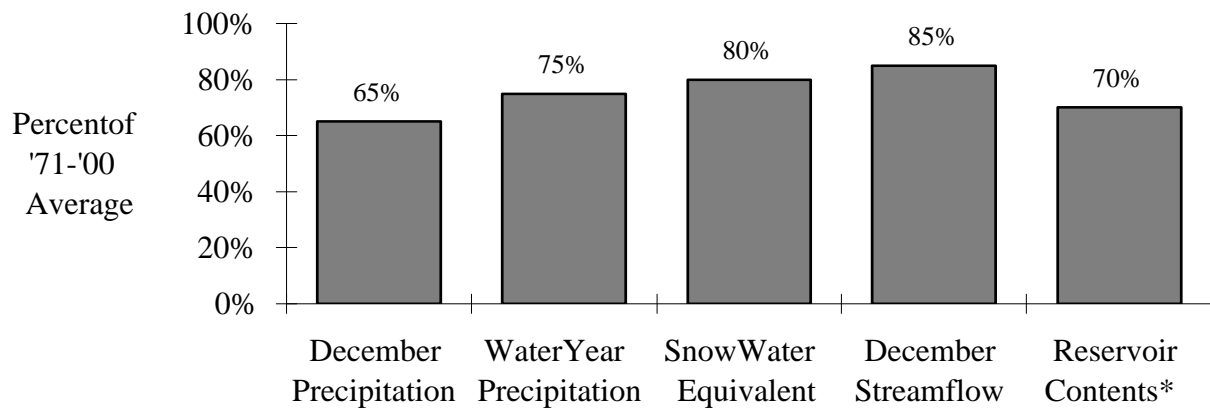 100%
80%
60%
40%
20%
0%
Percentof
'71-'00
Average
65%
75%
80%
85%
70%
December
Precipitation
WaterYear
Precipitation
SnowWater
Equivalent
December
Streamflow
Reservoir
Contents*